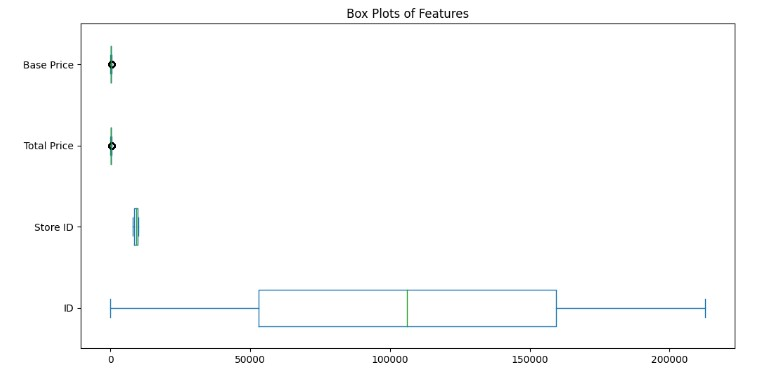 Box Plots of Features
Base Price
Total Price
Store ID
ID
0 50000 100000 150000 200000